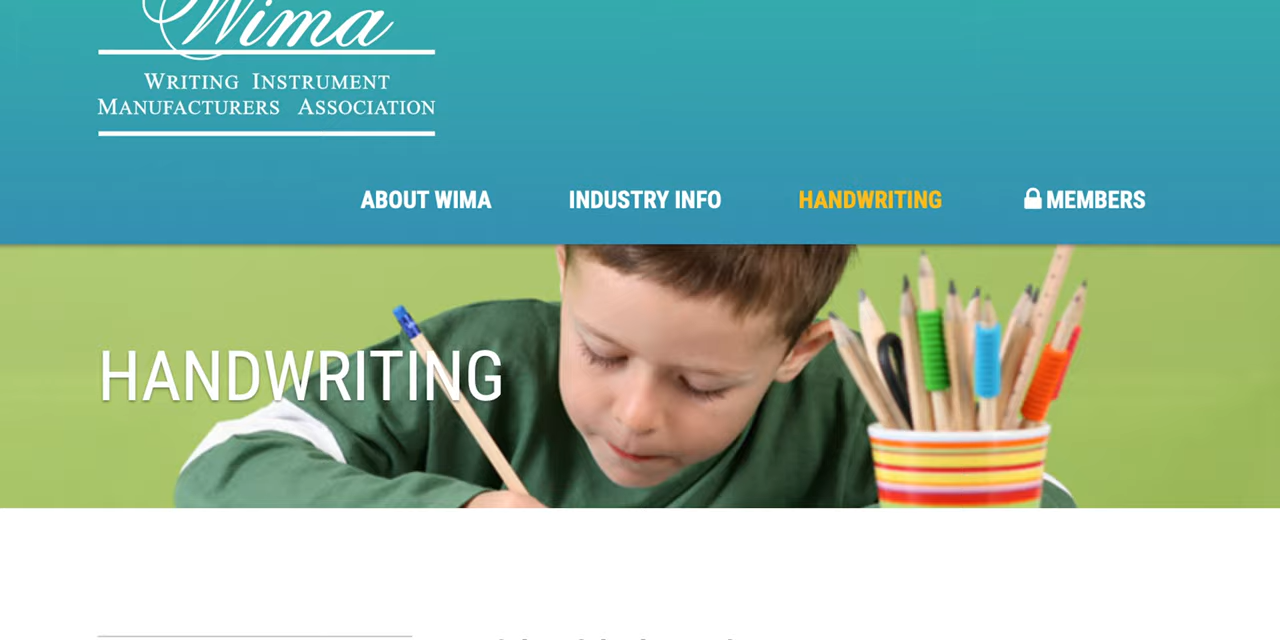 Wima
WRITING INSTRUMENT
MANUFACTURERS ASSOCIATION
ABOUT WIMA
INDUSTRY INFO
HANDWRITING
MEMBERS
HANDWRITING